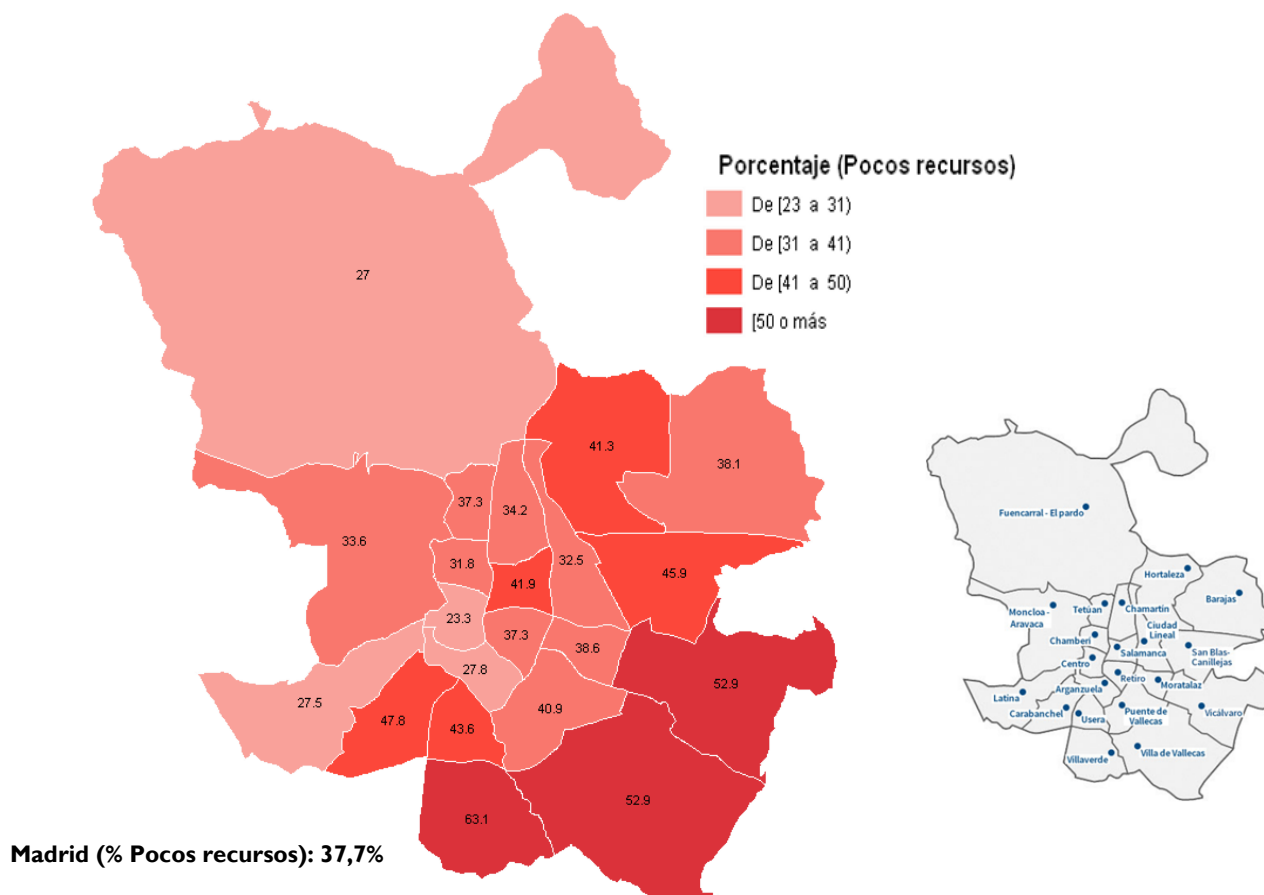 Porcentaje (Pocos recursos)
De [23 a 31)
De [31 a 41)
De [41 a 50)
[50 o más
27
41.3
38.1
37.3
34.2
33.6
31.8
32.5
41.9
45.9
23.3
37.3
38.6
27.8
52.9
27.5
47.8
43.6
40.9
52.9
63.1
Madrid (% Pocos recursos): 37,7%
Fuencarral - El pardo
Hortaleza
Barajas
Moncloa -
Aravaca
Tetúan
Chamartín
Ciudad
Lineal
Chamberi
Salamanca
San Blas-
Canillejas
Centro
Retiro
Moratalaz
Latina
Arganzuela
Carabanchel
Usera
Puente de
Vallecas
Vicálvaro
Villaverde
Villa de Vallecas